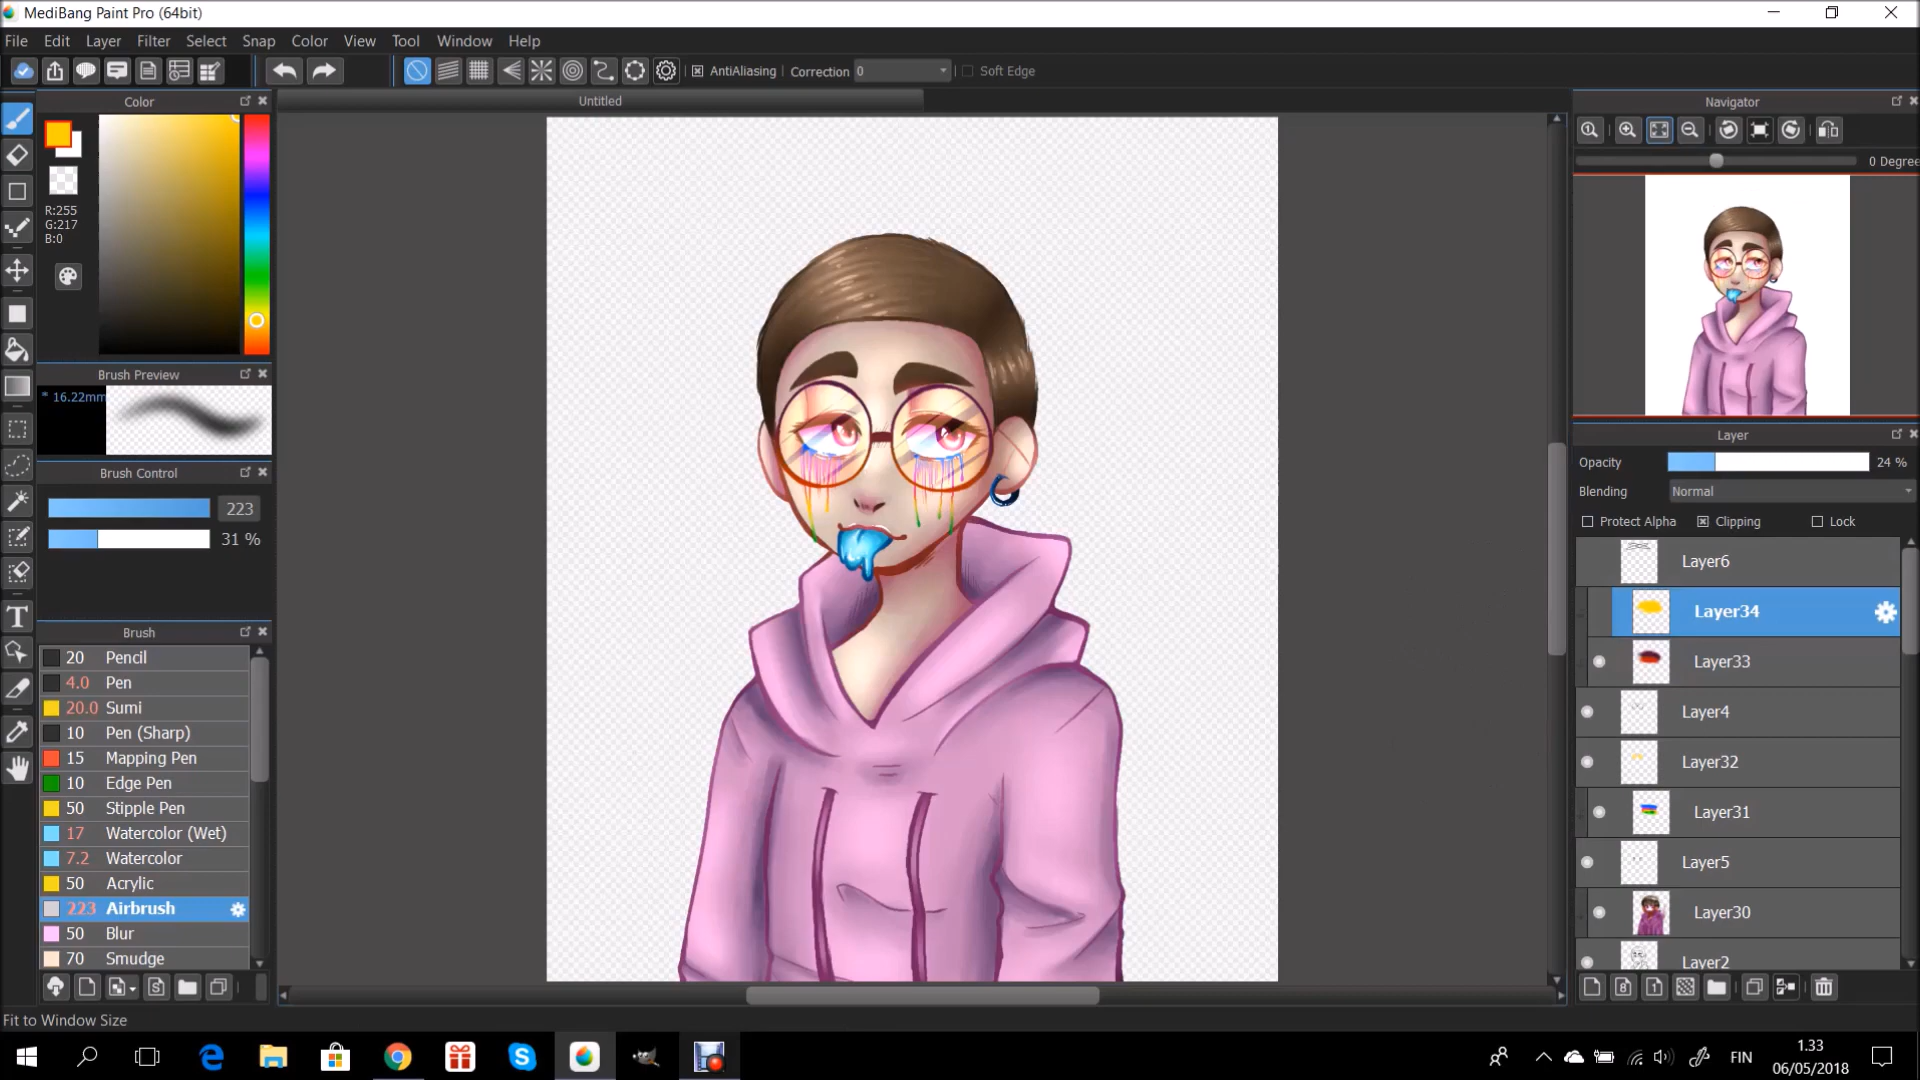 MediBang Paint Pro (64bit)
File Edit Layer Filter Select Snap Color View Tool Window Help
AntiAliasing Correction 0 Soft Edge
Color
Untitled
Navigator
0 Degree
R:255
G:217
B:0
Brush Preview
* 16.22mm
Brush Control
223
31 %
Layer
Opacity 24 %
Blending Normal
Protect Alpha Clipping Lock
Layer6
Layer34
Layer33
Layer4
Layer32
Layer31
Layer5
Layer30
Layer2
Brush
20 Pencil
4.0 Pen
20.0 Sumi
10 Pen (Sharp)
15 Mapping Pen
10 Edge Pen
50 Stipple Pen
17 Watercolor (Wet)
7.2 Watercolor
50 Acrylic
223 Airbrush
50 Blur
70 Smudge
Fit to Window Size
FIN
1.33
06/05/2018